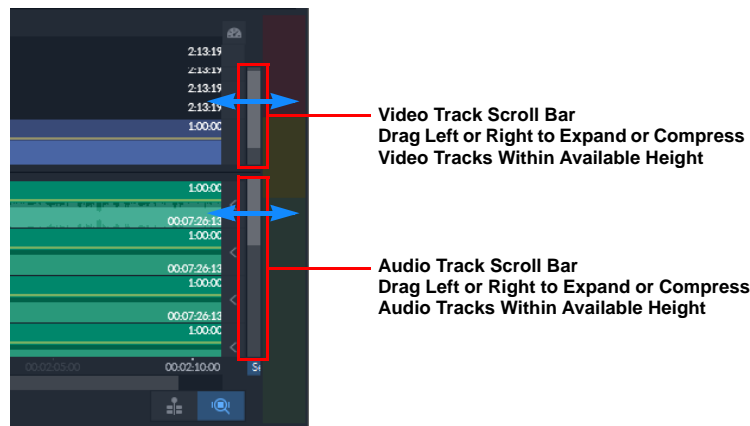 2:13:19
2:13:19
2:13:19
2:13:19
1:00:00
Video Track Scroll Bar
Drag Left or Right to Expand or Compress
Video Tracks Within Available Height
1:00:00
00:07:26:13
1:00:00
00:07:26:13
1:00:00
00:07:26:13
1:00:00
Audio Track Scroll Bar
Drag Left or Right to Expand or Compress
Audio Tracks Within Available Height
00:02:05:00
00:02:10:00